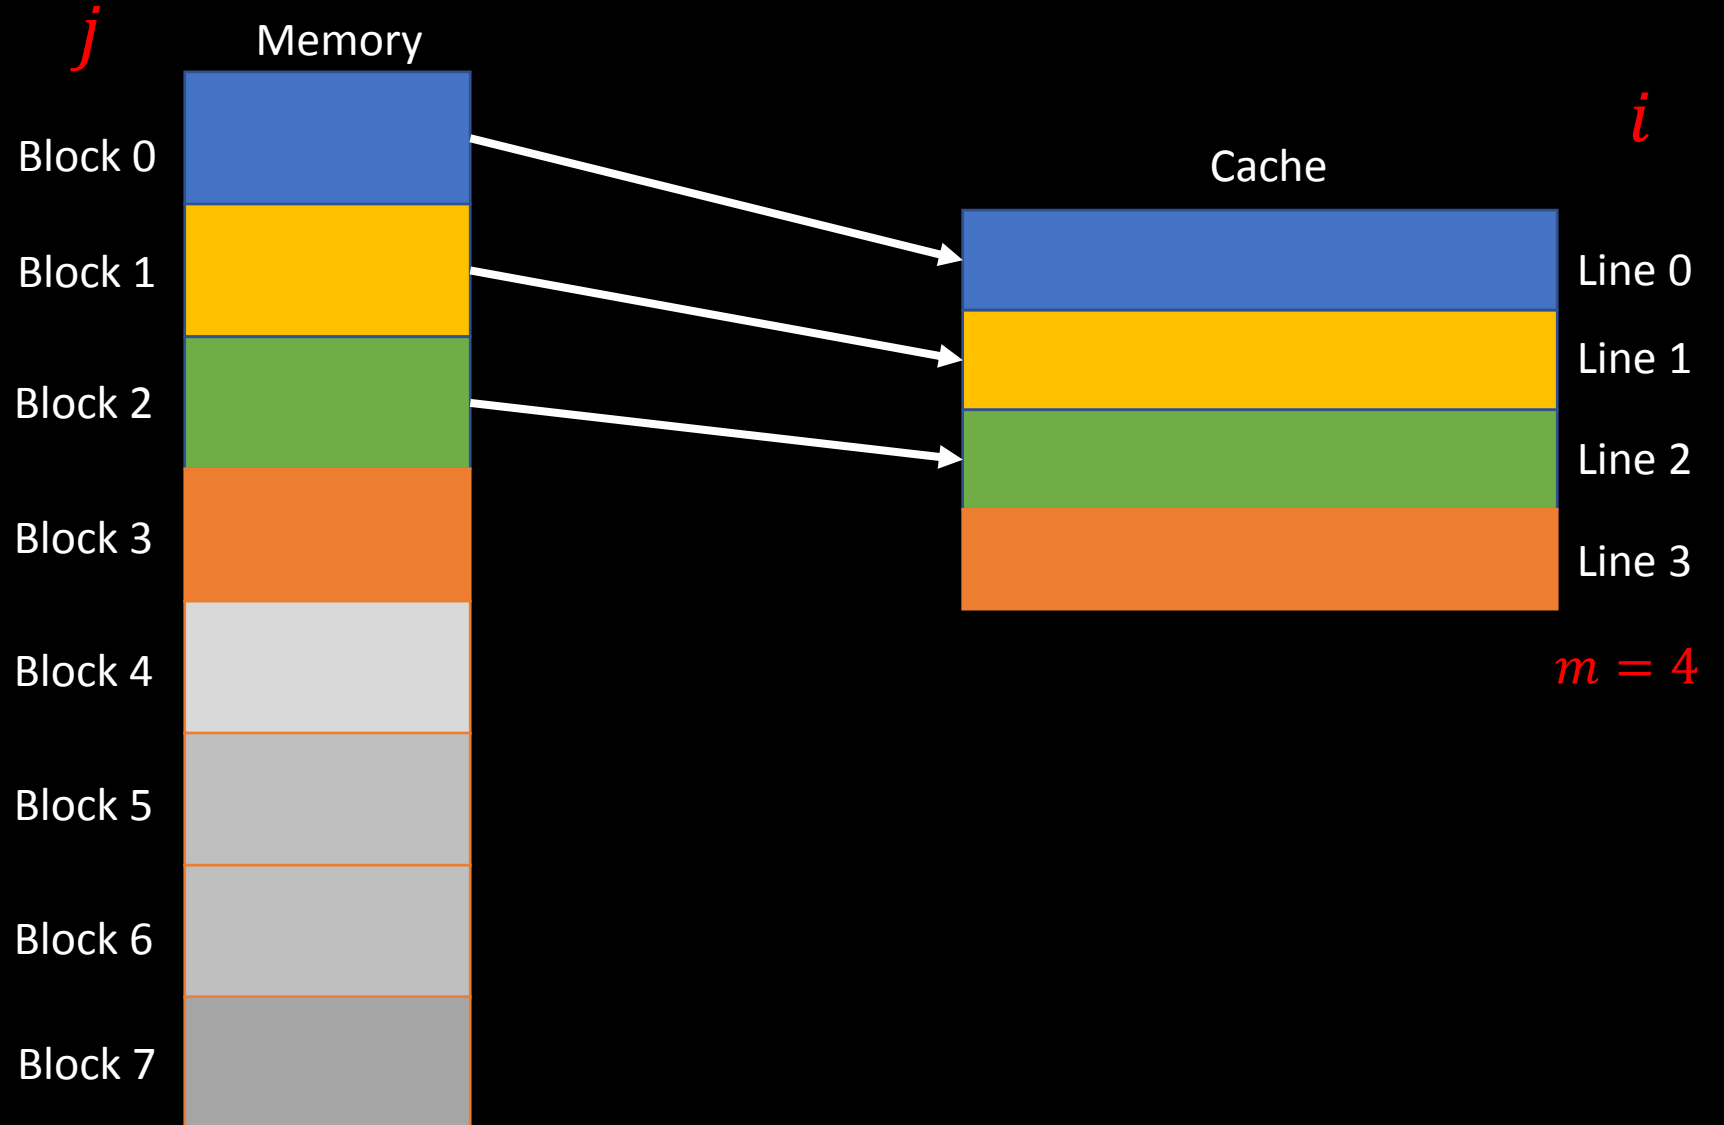 j
Memory
Block 0
Block 1
Block 2
Block 3
Block 4
Block 5
Block 6
Block 7
i
Cache
Line 0
Line 1
Line 2
Line 3
m = 4